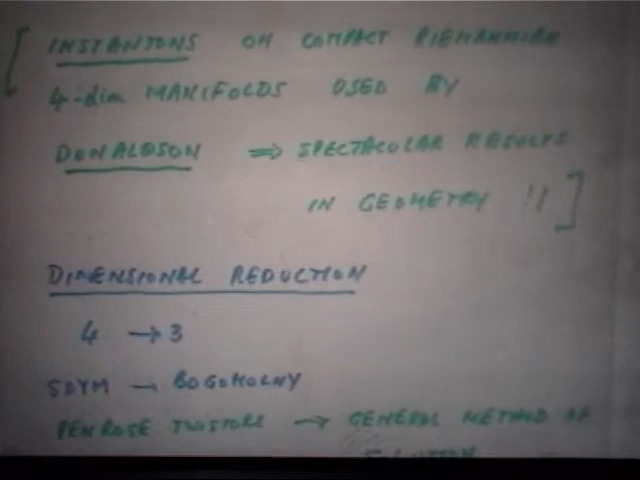 [ INSTANTONS ON COMPACT RIEMANNIAN
4-dim MANIFOLDS USED BY
DONALDSON ⇒ SPECTACULAR RESULTS
IN GEOMETRY !! ]
DIMENSIONAL REDUCTION
4 → 3
SDYM → BOGOMOLNY
PENROSE TWISTORS → GENERAL METHOD OF
SOLUTION